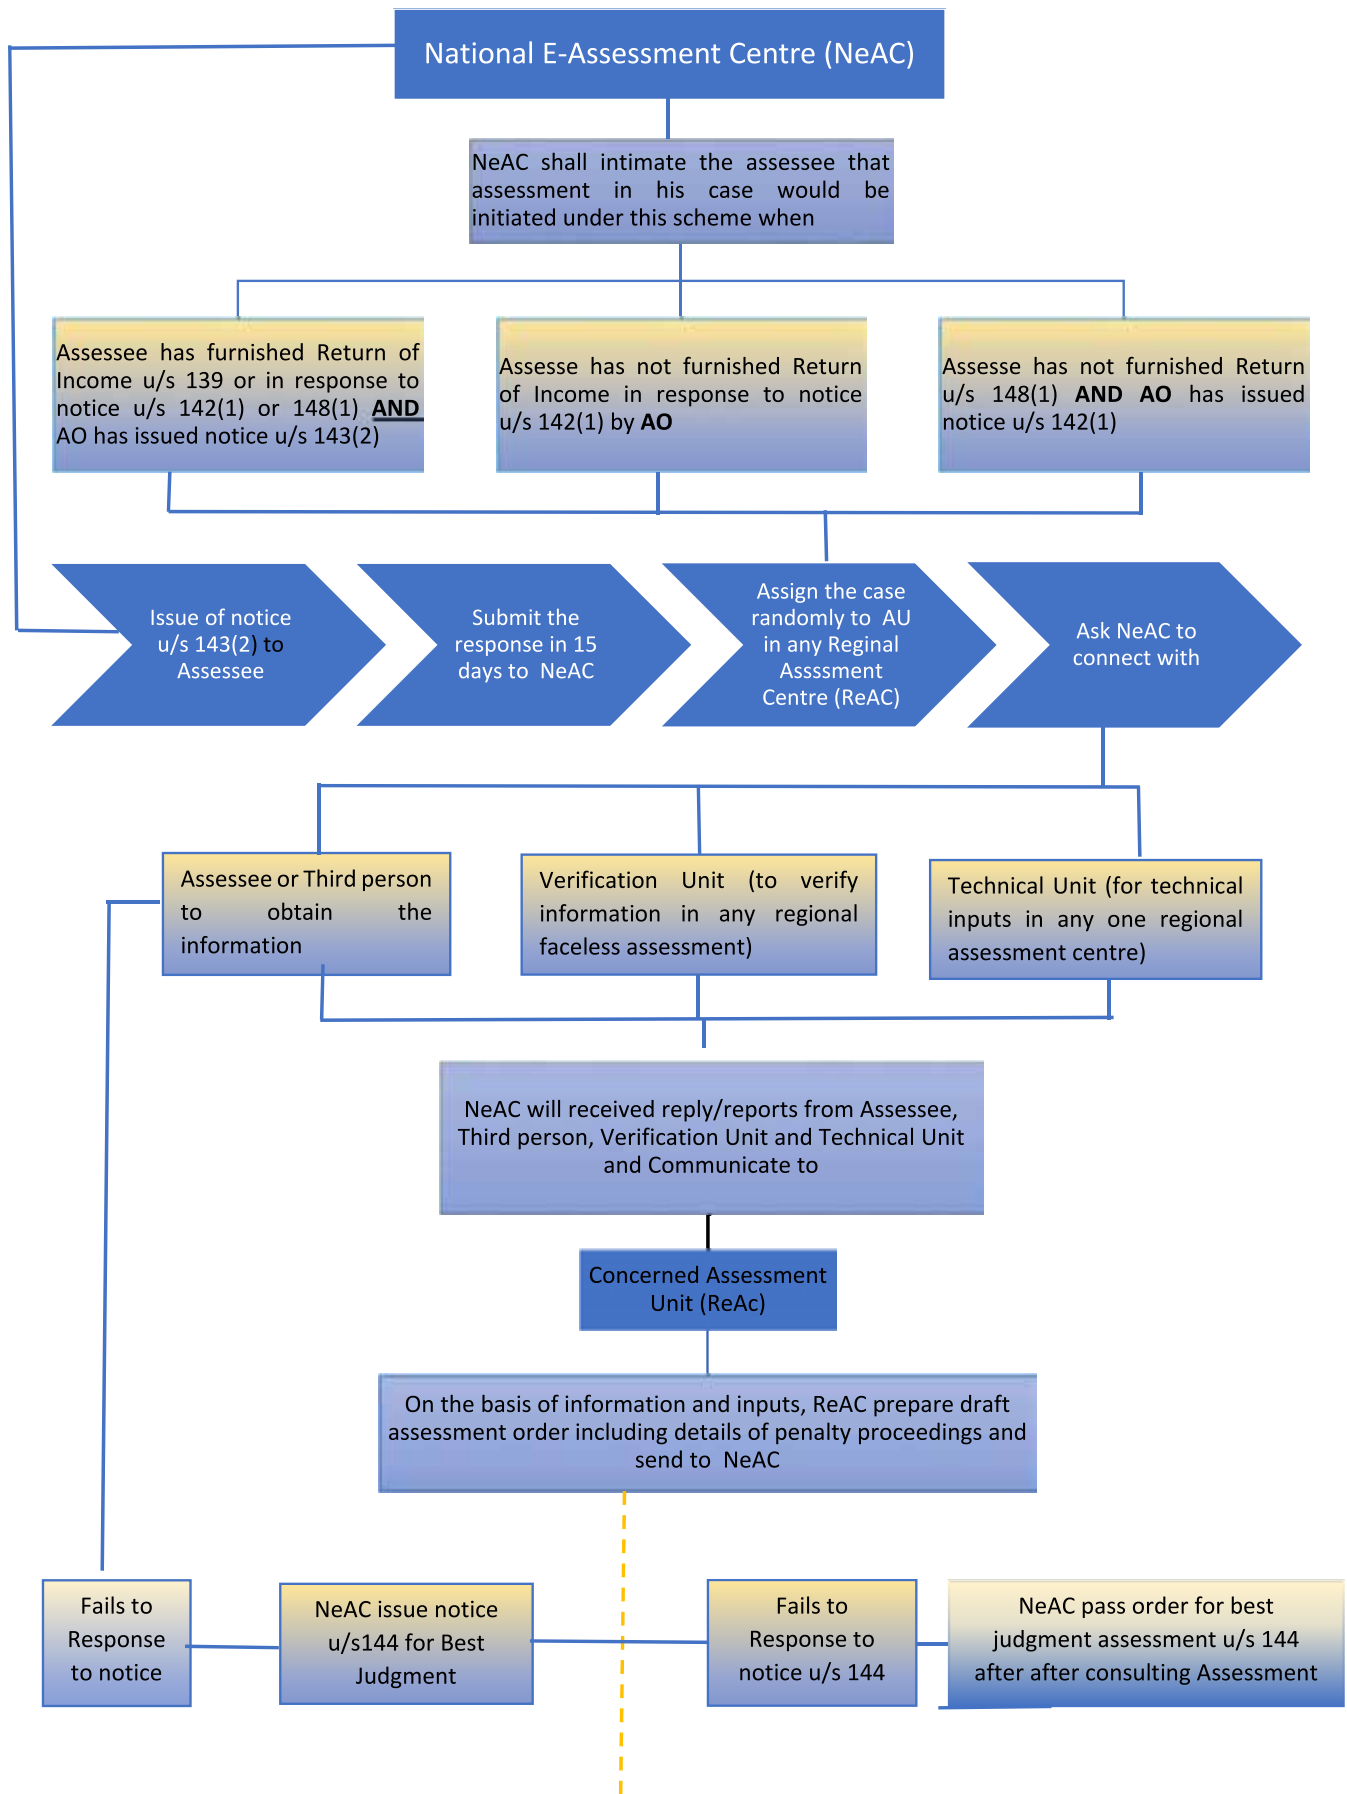 National E-Assessment Centre (NeAC)
NeAC shall intimate the assessee that
assessment in his case would be
initiated under this scheme when
Assessee has furnished Return of
Income u/s 139 or in response to
notice u/s 142(1) or 148(1) AND
AO has issued notice u/s 143(2)
Assesse has not furnished Return
of Income in response to notice
u/s 142(1) by AO
Assesse has not furnished Return
u/s 148(1) AND AO has issued
notice u/s 142(1)
Issue of notice
u/s 143(2) to
Assessee
Submit the
response in 15
days to NeAC
Assign the case
randomly to AU
in any Reginal
Asssment
Centre (ReAC)
Ask NeAC to
connect with
Assessee or Third person
to obtain the
information
Verification Unit (to verify
information in any regional
faceless assessment)
Technical Unit (for technical
inputs in any one regional
assessment centre)
NeAC will received reply/reports from Assessee,
Third person, Verification Unit and Technical Unit
and Communicate to
Concerned Assessment
Unit (ReAc)
On the basis of information and inputs, ReAC prepare draft
assessment order including details of penalty proceedings and
send to NeAC
Fails to
Response
to notice
NeAC issue notice
u/s144 for Best
Judgment
Fails to
Response to
notice u/s 144
NeAC pass order for best
judgment assessment u/s 144
after after consulting Assessment